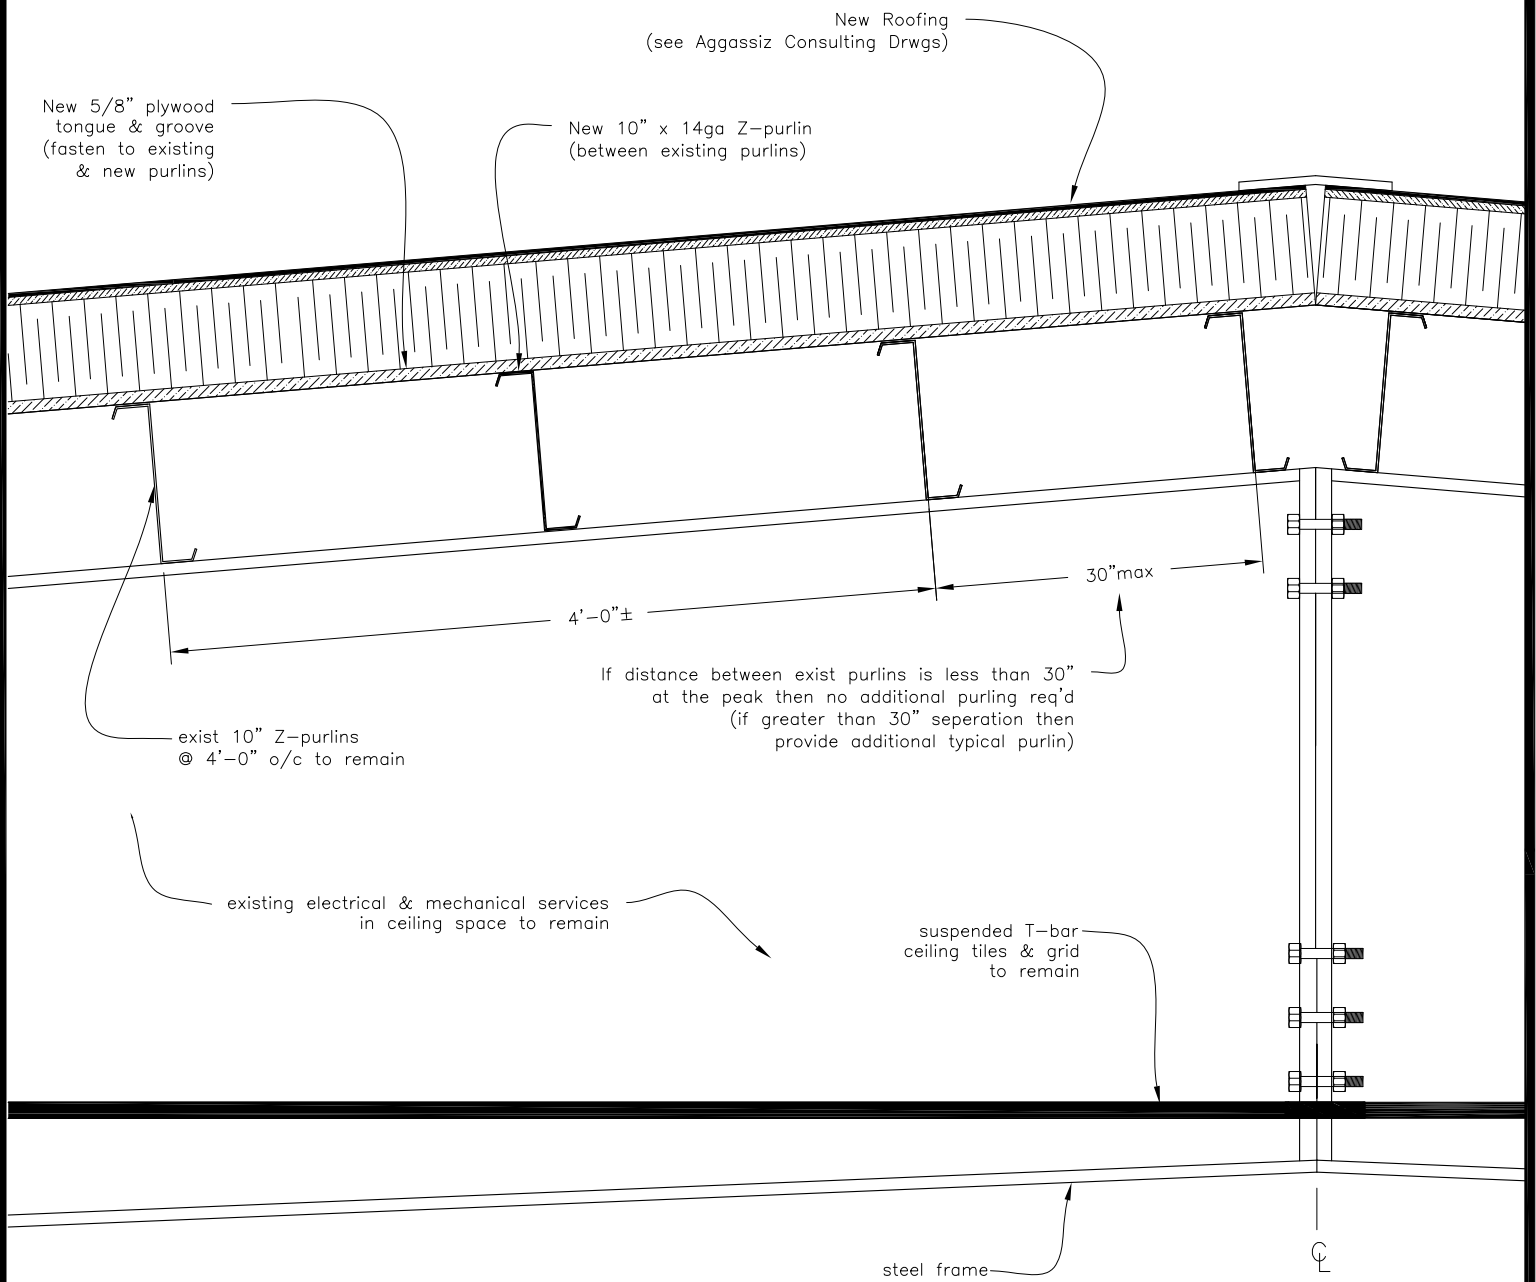 New Roofing
(see Aggassiz Consulting Drwgs)
New 5/8" plywood
tongue & groove
(fasten to existing
& new purlins)
New 10" x 14ga Z-purlin
(between existing purlins)
30"max
4'-0"±
If distance between exist purlins is less than 30"
at the peak then no additional purling req'd
(if greater than 30" seperation then
provide additional typical purlin)
exist 10" Z-purlins
@ 4'-0" o/c to remain
existing electrical & mechanical services
in ceiling space to remain
suspended T-bar
ceiling tiles & grid
to remain
steel frame
℄